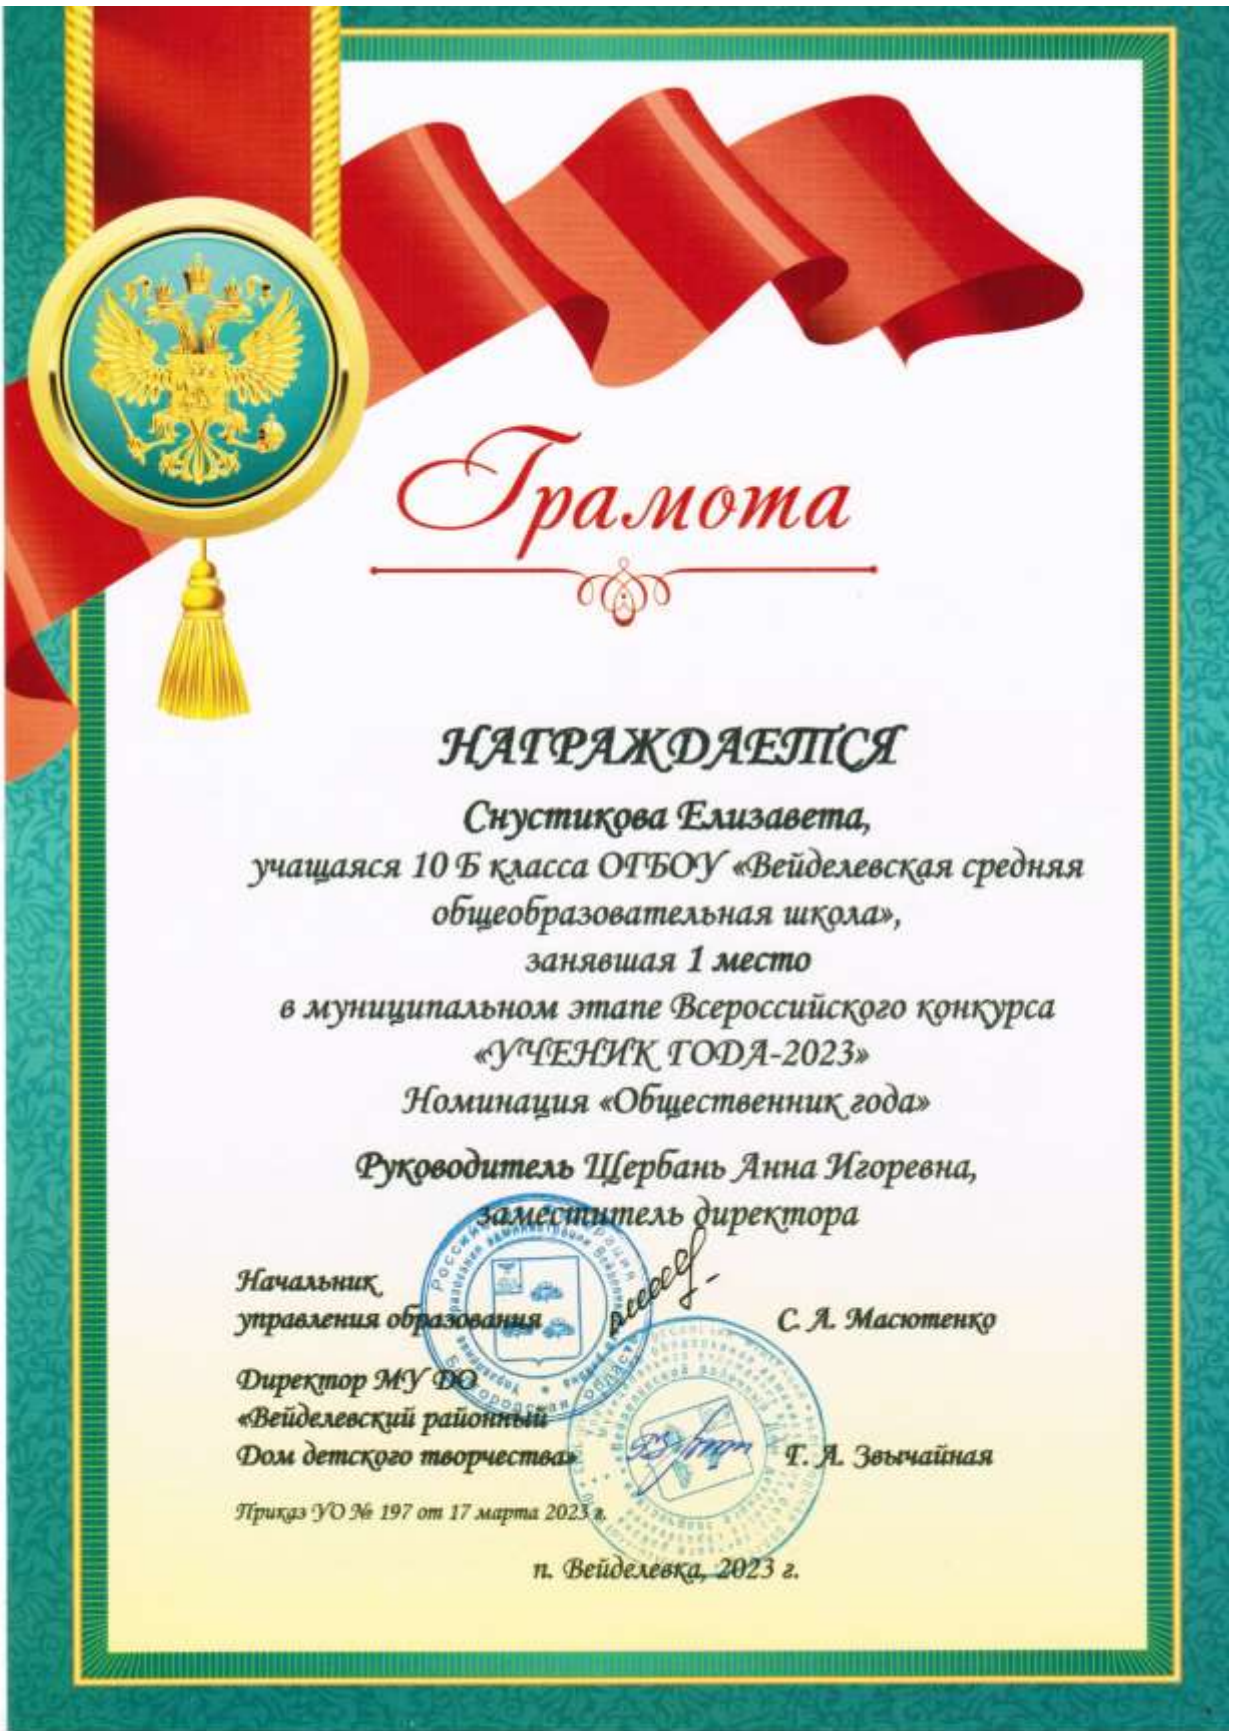 Грамота
НАГРАЖДАЕТСЯ
Снустикова Елизавета,
учащаяся 10 Б класса ОГБОУ «Вейделевская средняя
общеобразовательная школа»,
занявшая 1 место
в муниципальном этапе Всероссийского конкурса
«УЧЕНИК ГОДА-2023»
Номинация «Общественник года»
Руководитель Щербань Анна Игоревна,
заместитель директора
Начальник
управления образования
С. А. Масютенко
Директор МУ ДО
«Вейделевский районный
Дом детского творчества»
Г. А. Звычайная
Приказ УО № 197 от 17 марта 2023 г.
п. Вейделевка, 2023 г.